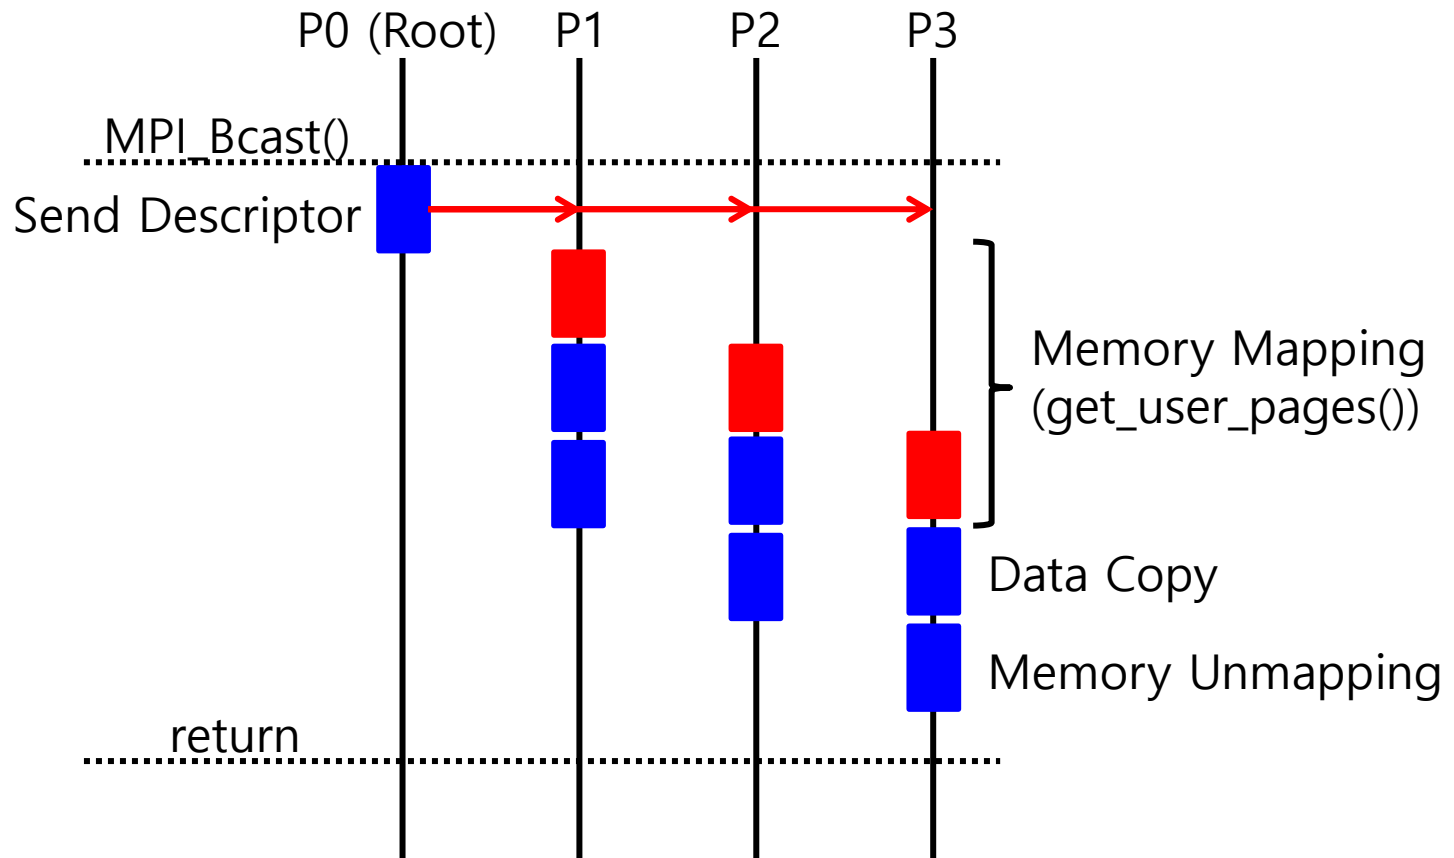 P0 (Root) P1 P2 P3
MPI_Bcast()
Send Descriptor
Memory Mapping
(get_user_pages())
Data Copy
Memory Unmapping
return